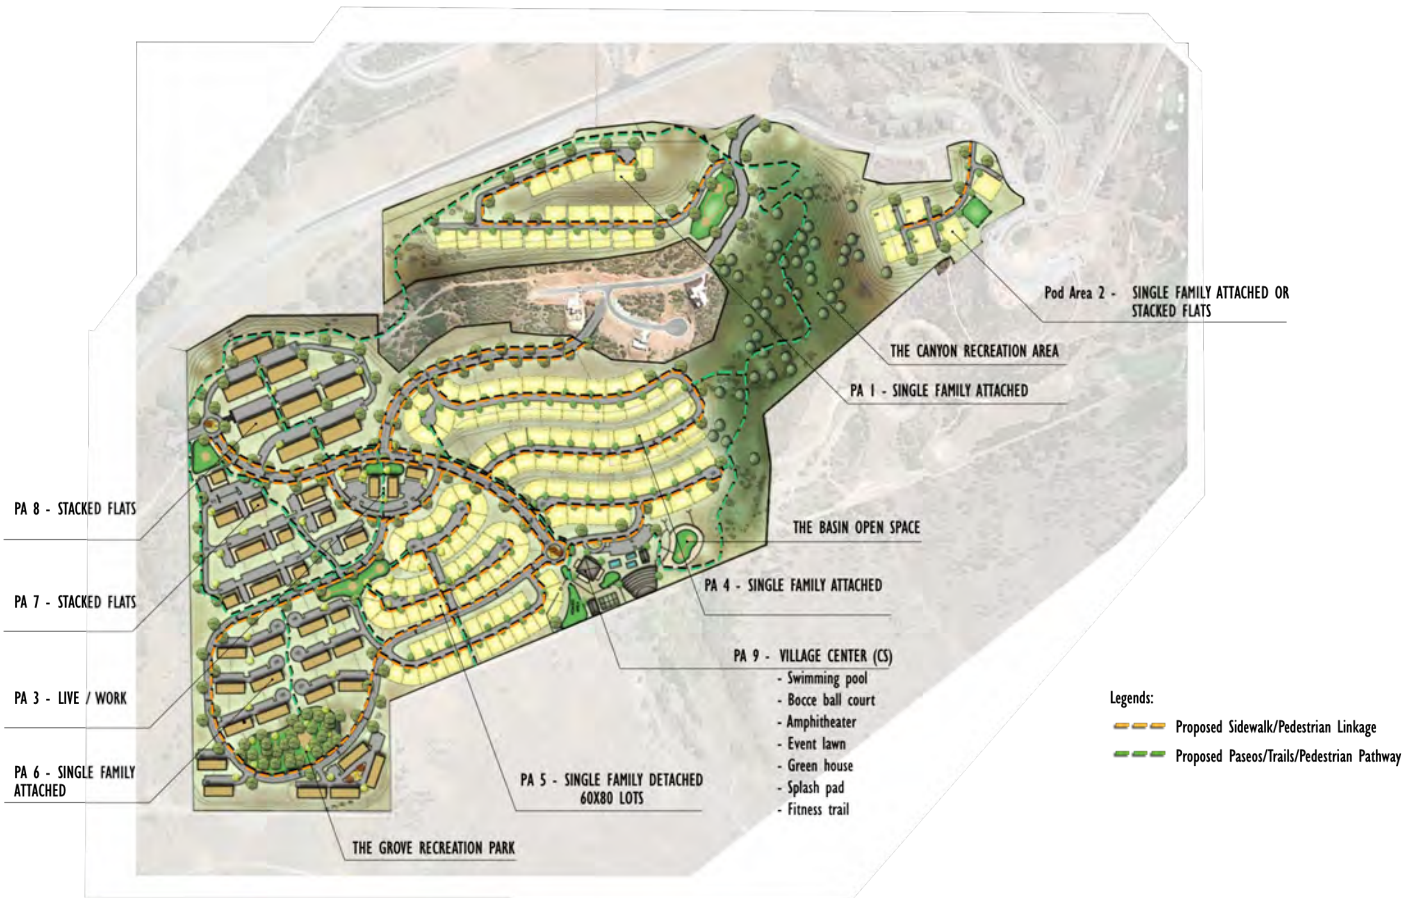 Pod Area 2 - SINGLE FAMILY ATTACHED OR
STACKED FLATS
THE CANYON RECREATION AREA
PA 1 - SINGLE FAMILY ATTACHED
PA 8 - STACKED FLATS
THE BASIN OPEN SPACE
PA 7 - STACKED FLATS
PA 4 - SINGLE FAMILY ATTACHED
PA 9 - VILLAGE CENTER (CS)
- Swimming pool
- Bocce ball court
- Amphitheater
- Event lawn
- Green house
- Splash pad
- Fitness trail
PA 3 - LIVE / WORK
PA 6 - SINGLE FAMILY
ATTACHED
PA 5 - SINGLE FAMILY DETACHED
60X80 LOTS
THE GROVE RECREATION PARK
Legends:
Proposed Sidewalk/Pedestrian Linkage
Proposed Paseos/Trails/Pedestrian Pathway